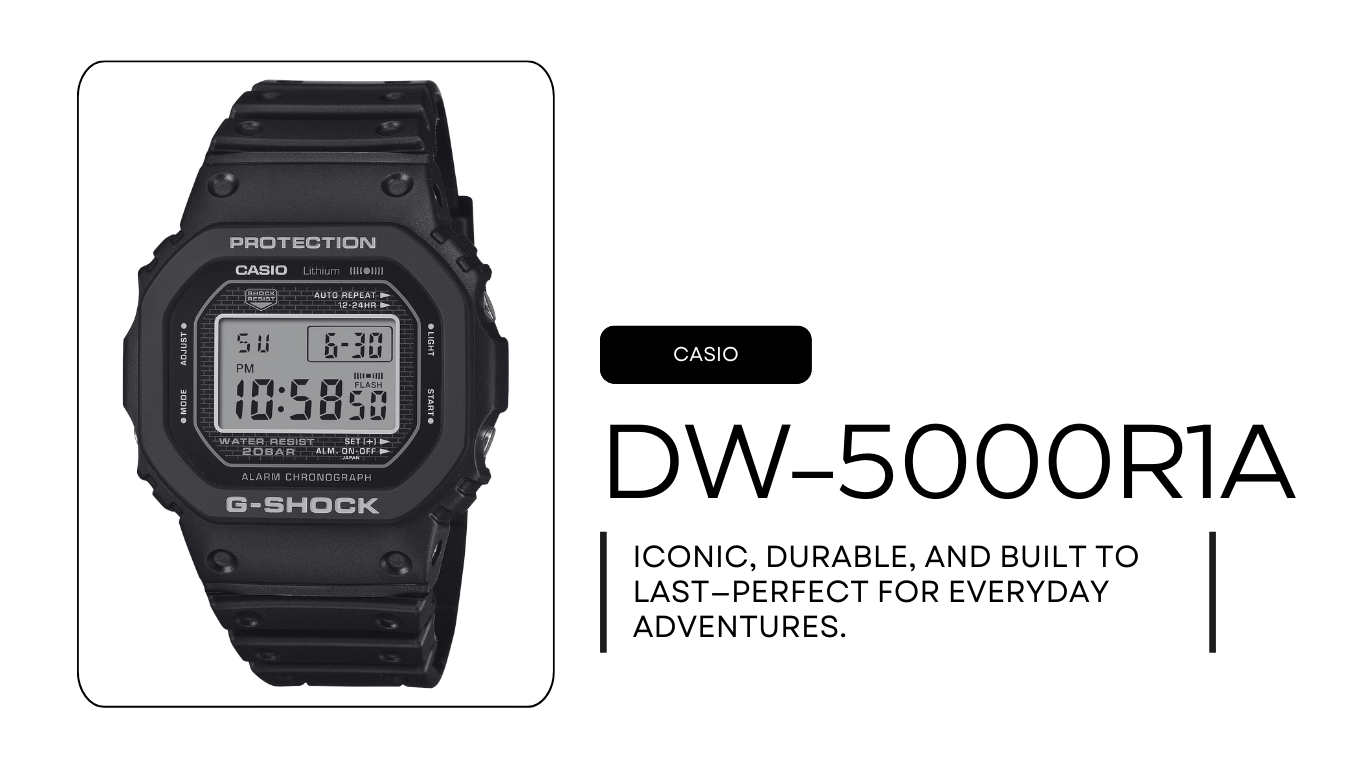 PROTECTION
CASIO Lithium
SHOCK
RESIST
AUTO REPEAT
12-24HR
ADJUST
LIGHT
SU 6-30
PM
FLASH
10:58 50
MODE
START
WATER RESIST
20BAR
SET [+]
ALM. ON-OFF
JAPAN
ALARM CHRONOGRAPH
G-SHOCK
CASIO
DW-5000R1A
ICONIC, DURABLE, AND BUILT TO
LAST—PERFECT FOR EVERYDAY
ADVENTURES.